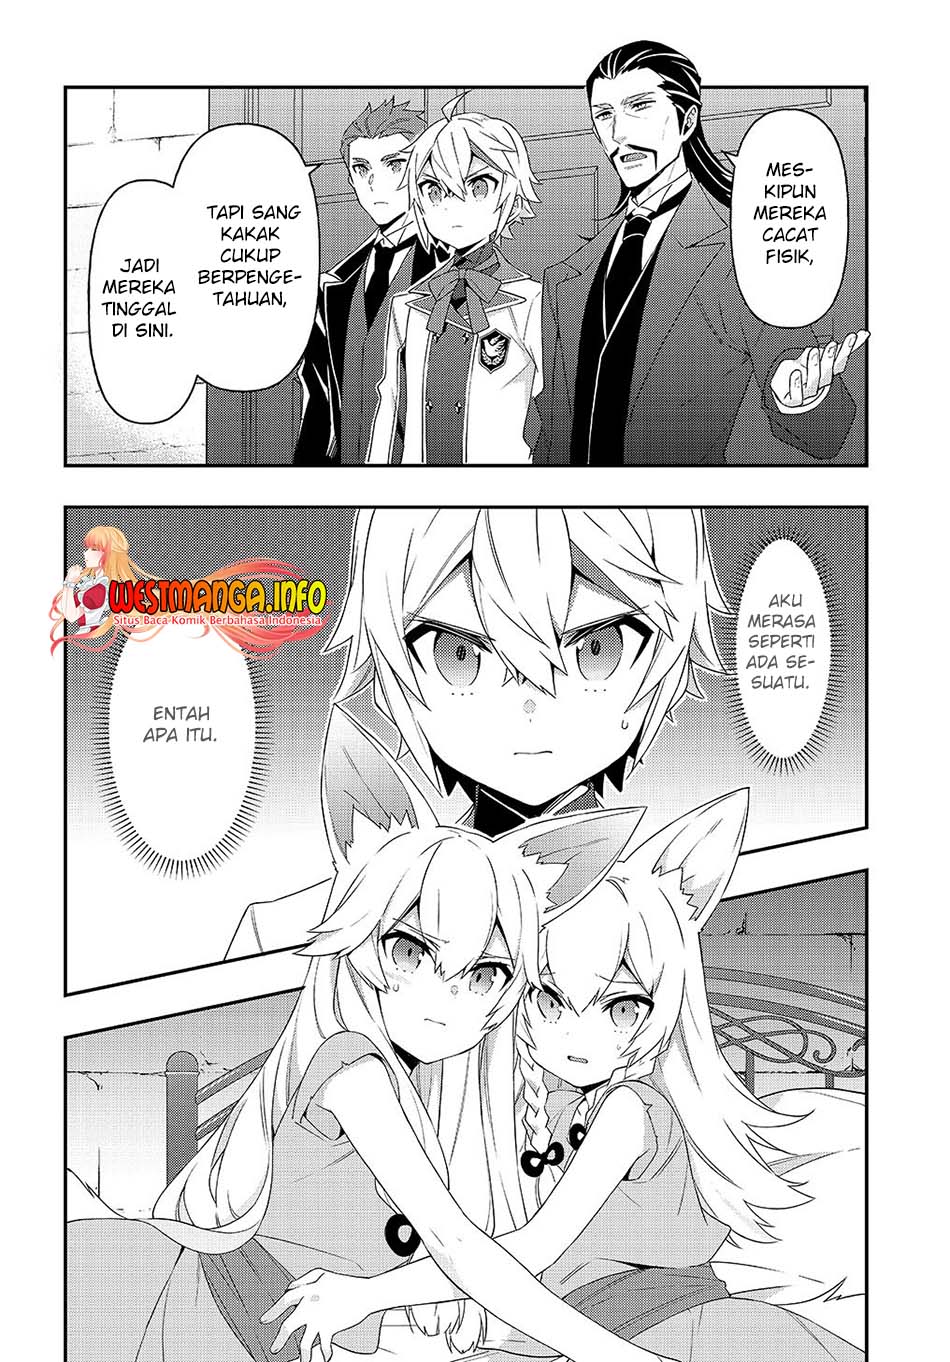 MES-
KIPUN
MEREKA
CACAT
FISIK,
TAPI SANG
KAKAK
CUKUP
BERPENGE-
TAHUAN,
JADI
MEREKA
TINGGAL
DI SINI.
AKU
MERASA
SEPERTI
ADA SE-
SUATU.
WESTMANGA.INFO
Situs Baca Komik Berbahasa Indonesia
ENTAH
APA ITU.